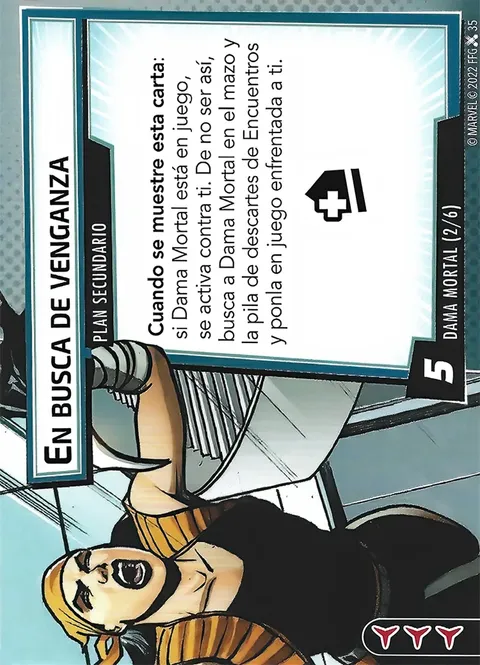 EN BUSCA DE VENGANZA
PLAN SECUNDARIO
Cuando se muestre esta carta:
si Dama Mortal está en juego,
se activa contra ti. De no ser así,
busca a Dama Mortal en el mazo y
la pila de descartes de Encuentros
y ponla en juego enfrentada a ti.
5
DAMA MORTAL (2/6)
© MARVEL © 2022 FFG 35